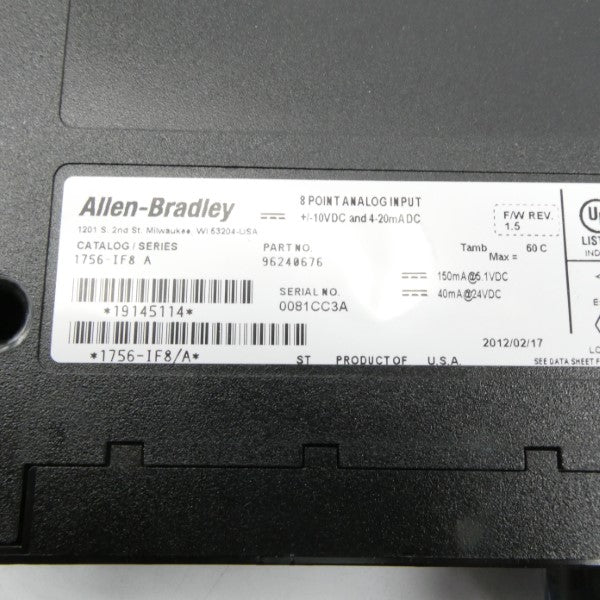 Allen-Bradley
1201 S. 2nd St. Milwaukee, WI 53204-USA
CATALOG / SERIES
1756-IF8 A
*19145114*
*1756-IF8/A*
8 POINT ANALOG INPUT
+/-10VDC and 4-20mA DC
PART NO.
96240676
SERIAL NO.
0081CC3A
F/W REV.
1.5
Tamb Max = 60 C
150mA@5.1VDC
40mA@24VDC
2012/02/17
ST PRODUCT OF U.S.A.
SEE DATA SHEET
LIST